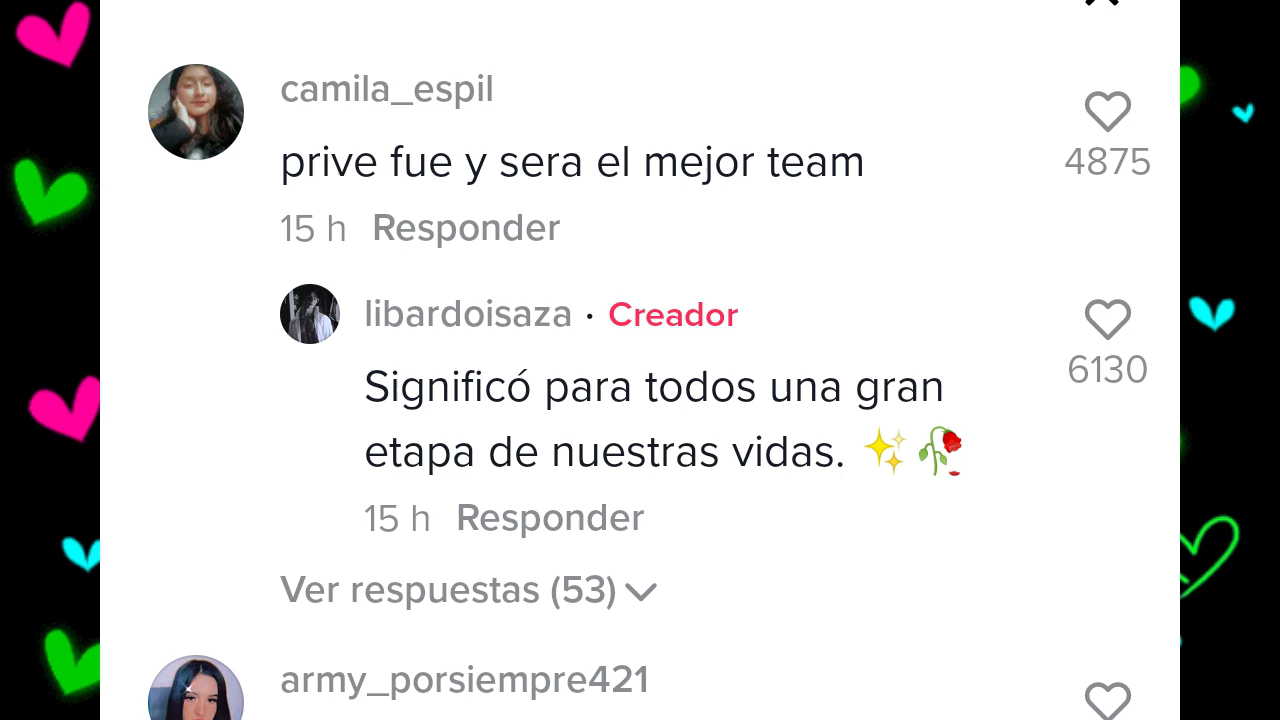 camila_espil
prive fue y sera el mejor team
4875
15 h Responder
libardoisaza · Creador
Significó para todos una gran
6130
etapa de nuestras vidas. ✨🥀
15 h Responder
Ver respuestas (53)
army_porsiempre421